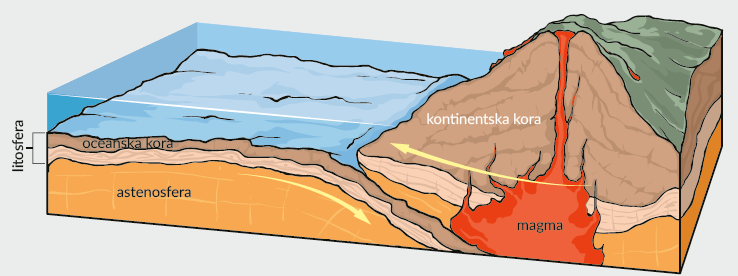 litosfera
oceanska kora
kontinentska kora
astenosfera
magma